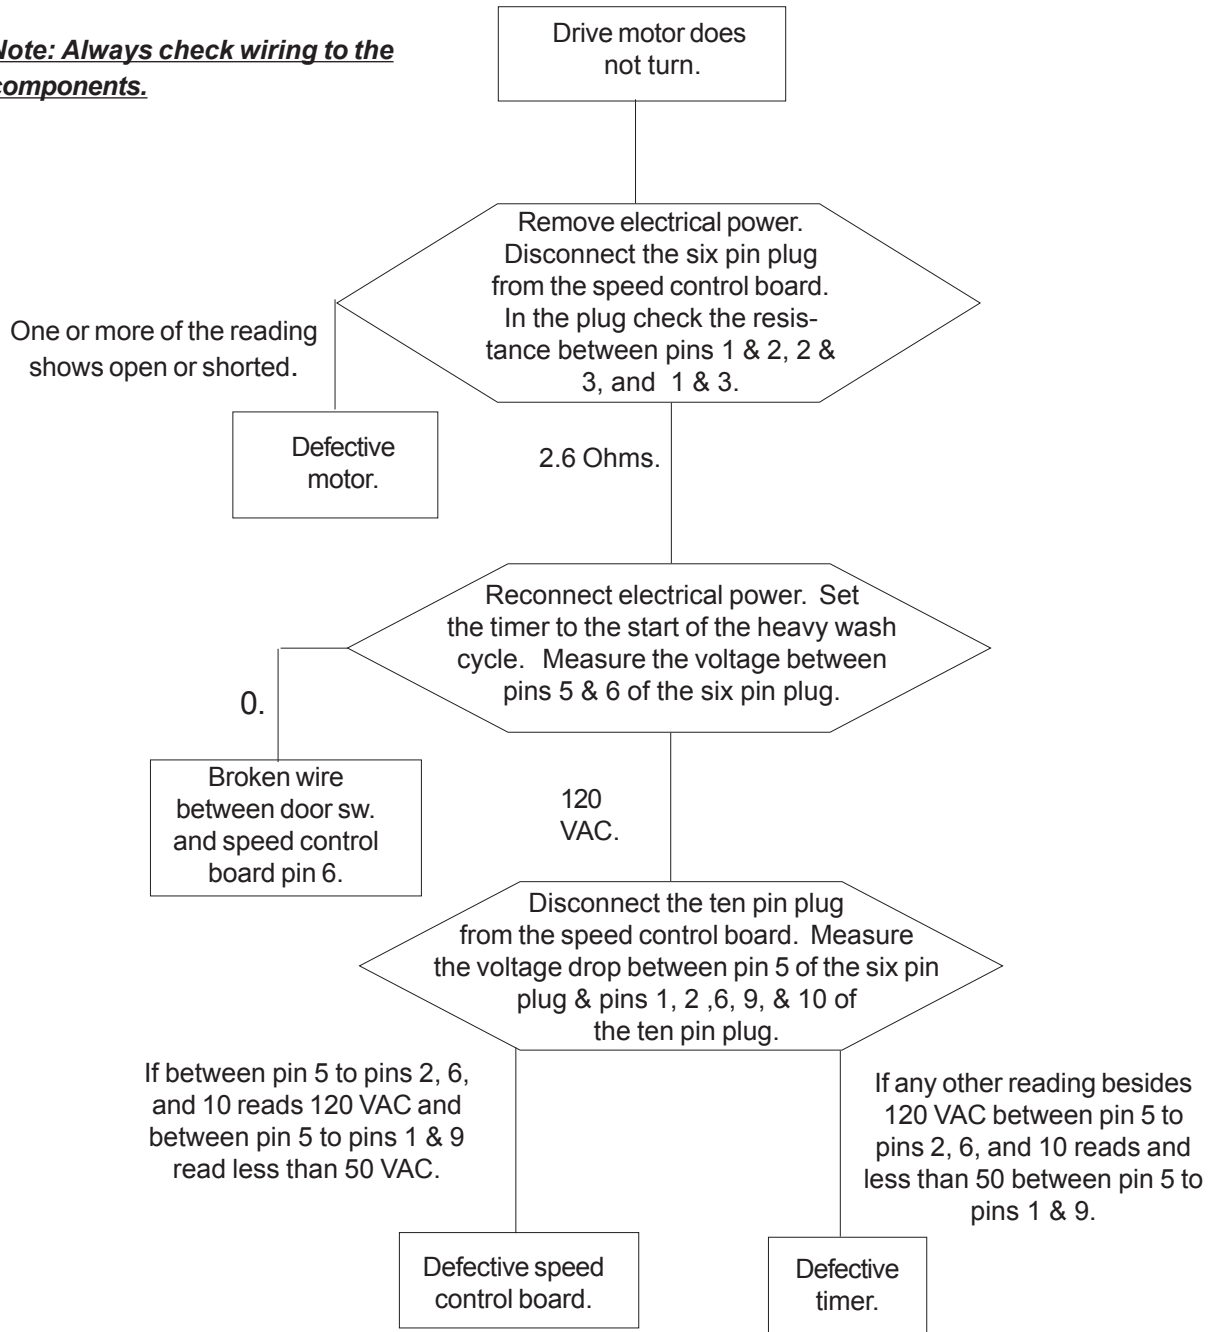 Note: Always check wiring to the
components.
Drive motor does
not turn.
Remove electrical power.
Disconnect the six pin plug
from the speed control board.
In the plug check the resis-
tance between pins 1 & 2, 2 &
3, and 1 & 3.
One or more of the reading
shows open or shorted.
Defective
motor.
2.6 Ohms.
Reconnect electrical power. Set
the timer to the start of the heavy wash
cycle. Measure the voltage between
pins 5 & 6 of the six pin plug.
0.
Broken wire
between door sw.
and speed control
board pin 6.
120
VAC.
Disconnect the ten pin plug
from the speed control board. Measure
the voltage drop between pin 5 of the six pin
plug & pins 1, 2 ,6, 9, & 10 of
the ten pin plug.
If between pin 5 to pins 2, 6,
and 10 reads 120 VAC and
between pin 5 to pins 1 & 9
read less than 50 VAC.
If any other reading besides
120 VAC between pin 5 to
pins 2, 6, and 10 reads and
less than 50 between pin 5 to
pins 1 & 9.
Defective speed
control board.
Defective
timer.